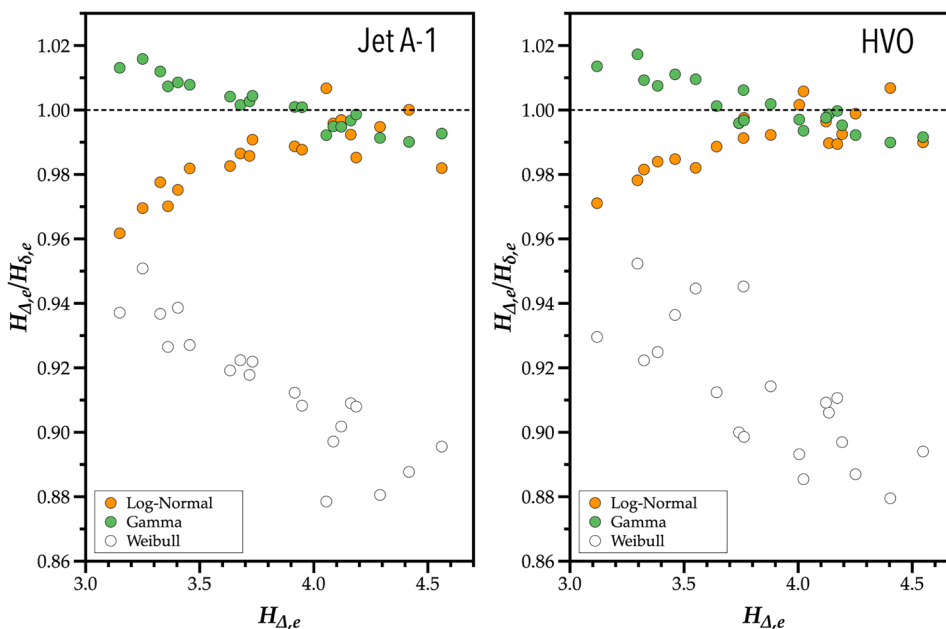 Jet A-1
1.02
1.00
0.98
0.96
0.94
0.92
0.90
0.88
0.86
H_Δ,e/H_δ,e
Log-Normal
Gamma
Weibull
3.0 3.5 4.0 4.5
H_Δ,e
HVO
1.02
1.00
0.98
0.96
0.94
0.92
0.90
0.88
0.86
H_Δ,e/H_δ,e
Log-Normal
Gamma
Weibull
3.0 3.5 4.0 4.5
H_Δ,e